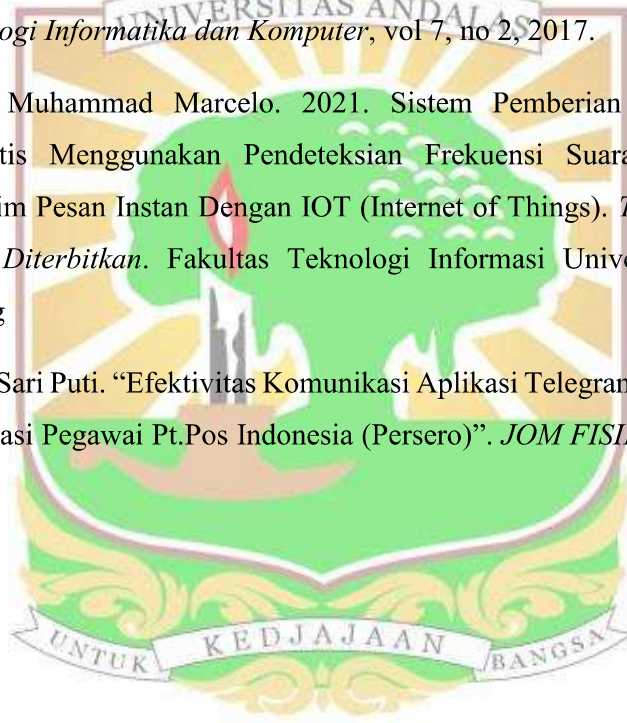 UNIVERSITAS ANDALAS
ogi Informatika dan Komputer, vol 7, no 2, 2017.
Muhammad Marcelo. 2021. Sistem Pemberian
tis Menggunakan Pendeteksian Frekuensi Suara
im Pesan Instan Dengan IOT (Internet of Things).
Diterbitkan. Fakultas Teknologi Informasi Unive
g
Sari Puti. “Efektivitas Komunikasi Aplikasi Telegram
asi Pegawai Pt.Pos Indonesia (Persero)”. JOM FISI
UNTUK KEDJAJAAN BANGSA